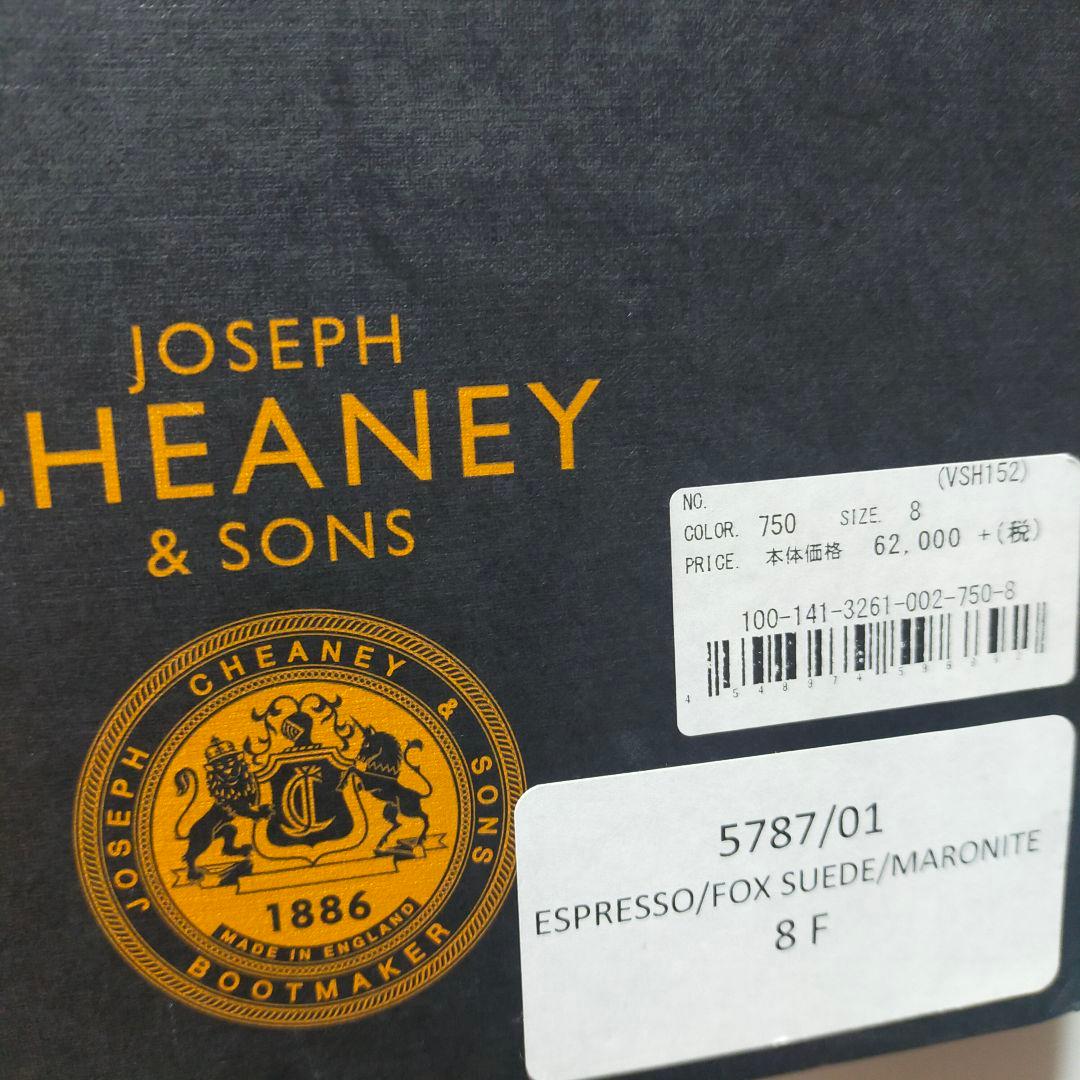 JOSEPH
CHEANEY
& SONS
JOSEPH CHEANEY & SONS
1886
MADE IN ENGLAND
BOOTMAKER
(VSH152)
NO.
COLOR. 750 SIZE. 8
PRICE. 本体価格 62,000 +(税)
100-141-3261-002-750-8
5787/01
ESPRESSO/FOX SUEDE/MARONITE
8 F